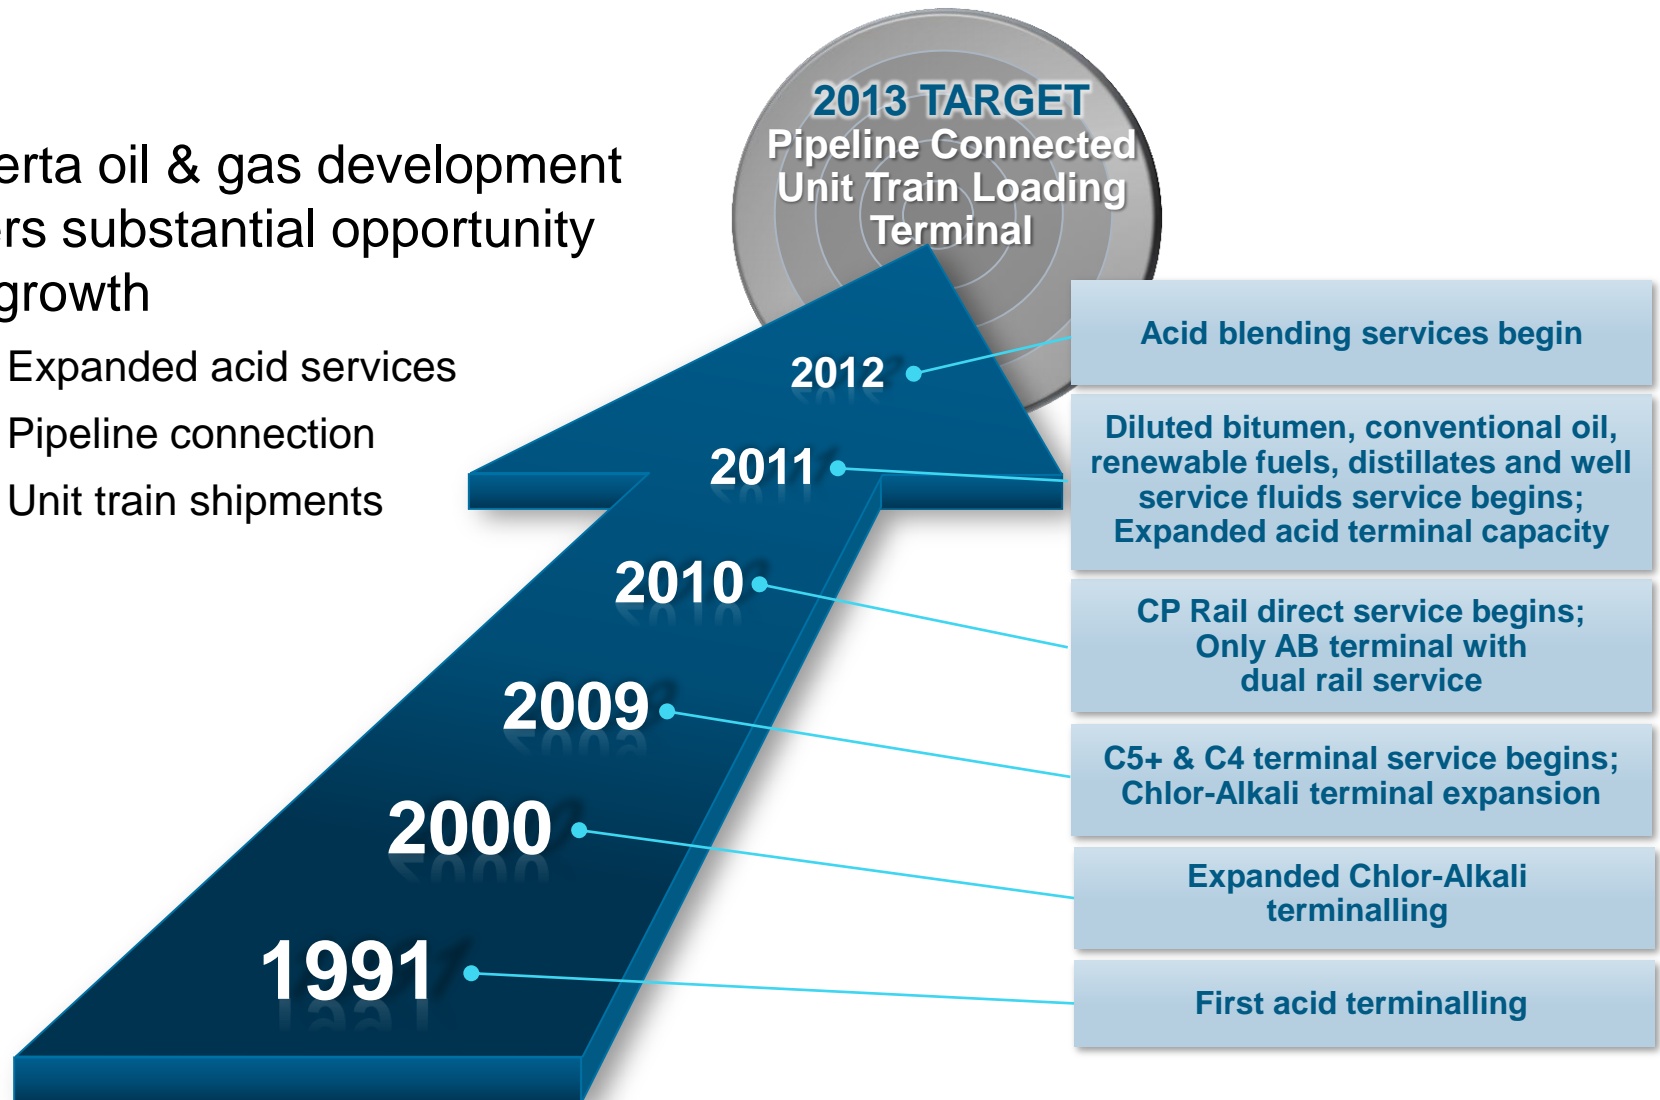 2013 TARGET
Pipeline Connected
Unit Train Loading
Terminal
erta oil & gas development
ers substantial opportunity
growth
Expanded acid services
Pipeline connection
Unit train shipments
2012
Acid blending services begin
2011
Diluted bitumen, conventional oil,
renewable fuels, distillates and well
service fluids service begins;
Expanded acid terminal capacity
2010
CP Rail direct service begins;
Only AB terminal with
dual rail service
2009
C5+ & C4 terminal service begins;
Chlor-Alkali terminal expansion
2000
Expanded Chlor-Alkali
terminalling
1991
First acid terminalling